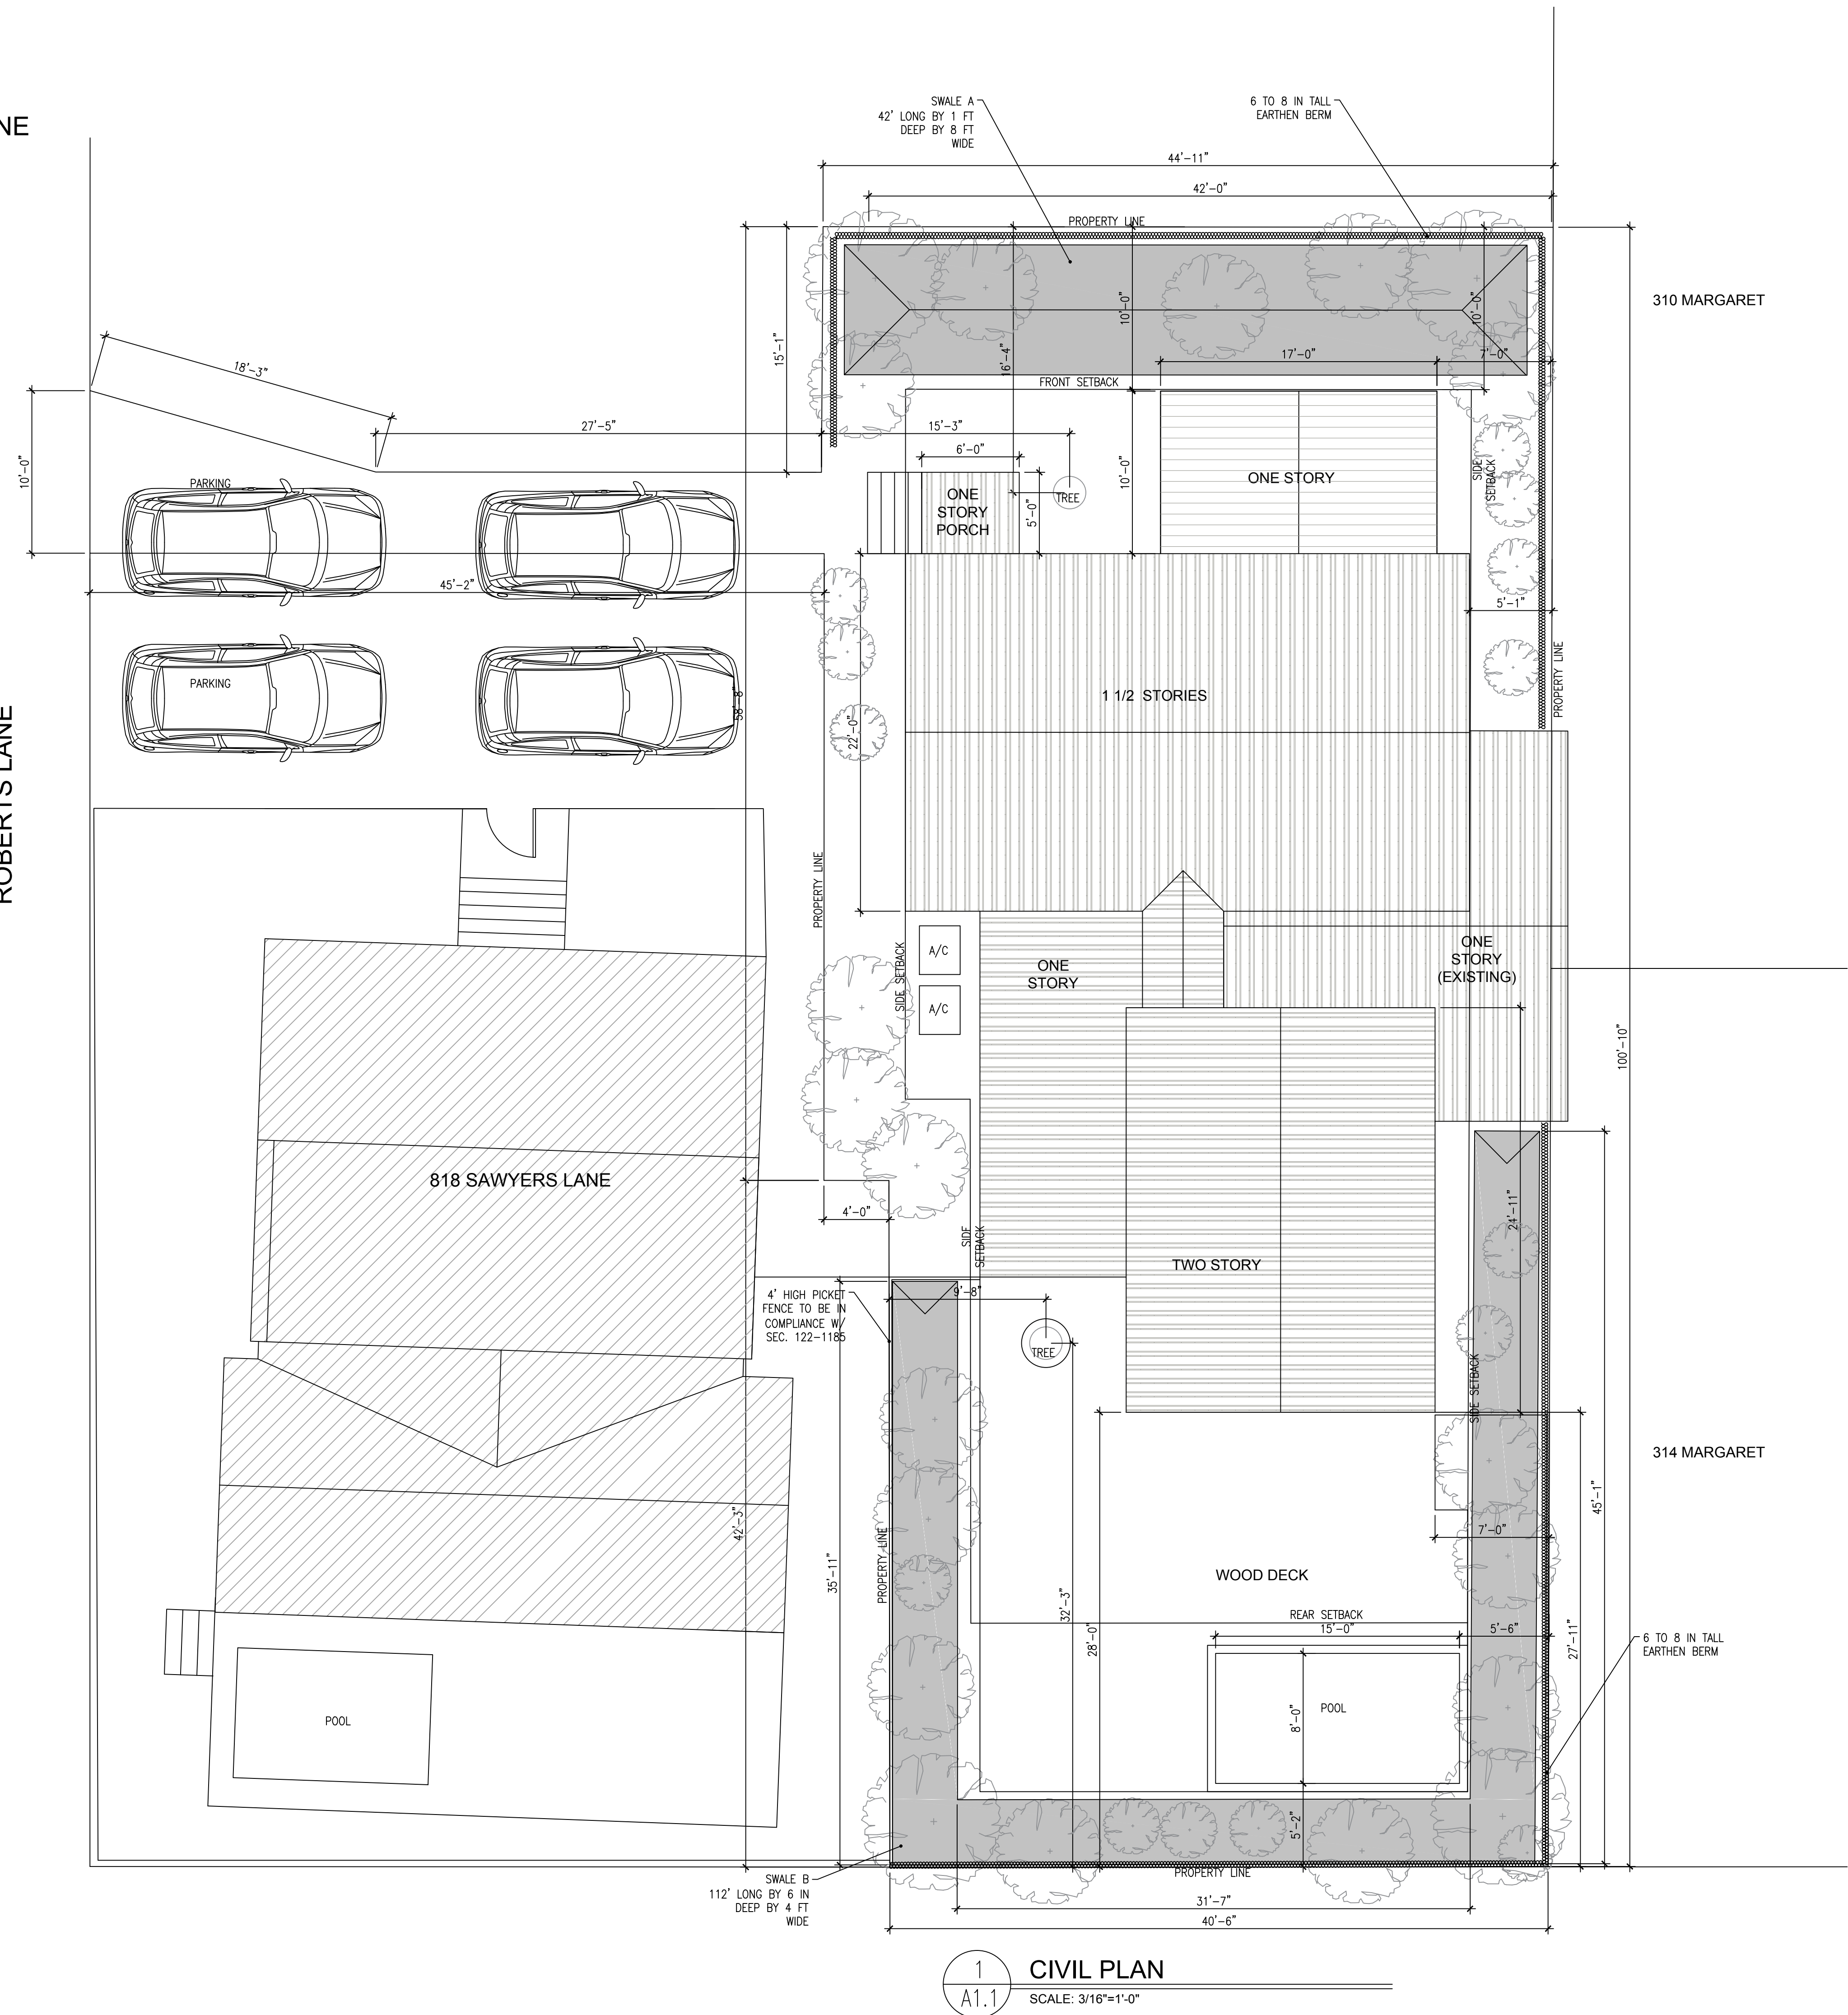 SWALE A
42' LONG BY 1 FT
DEEP BY 8 FT
WIDE
6 TO 8 IN TALL
EARTHEN BERM
NE
44'-11"
42'-0"
PROPERTY LINE
310 MARGARET
10'-0"
10'-0"
15'-1"
16'-4"
17'-0"
7'-0"
18'-3"
FRONT SETBACK
27'-5"
15'-3"
6'-0"
10'-0"
10'-0"
PARKING
ONE
STORY
PORCH
5'-0"
TREE
ONE STORY
SIDE
SETBACK
45'-2"
5'-1"
PARKING
58'-8"
22'-0"
1 1/2 STORIES
PROPERTY LINE
ROBERTS LANE
PROPERTY LINE
SIDE SETBACK
A/C
A/C
ONE
STORY
ONE
STORY
(EXISTING)
100'-10"
818 SAWYERS LANE
4'-0"
24'-11"
SIDE
SETBACK
TWO STORY
4' HIGH PICKET
FENCE TO BE IN
COMPLIANCE W/
SEC. 122-1185
9'-8"
TREE
SIDE SETBACK
314 MARGARET
42'-3"
35'-11"
PROPERTY LINE
45'-1"
7'-0"
WOOD DECK
32'-3"
28'-0"
REAR SETBACK
15'-0"
5'-6"
27'-11"
6 TO 8 IN TALL
EARTHEN BERM
POOL
8'-0"
POOL
5'-2"
PROPERTY LINE
SWALE B
112' LONG BY 6 IN
DEEP BY 4 FT
WIDE
31'-7"
40'-6"
1
A1.1
CIVIL PLAN
SCALE: 3/16"=1'-0"